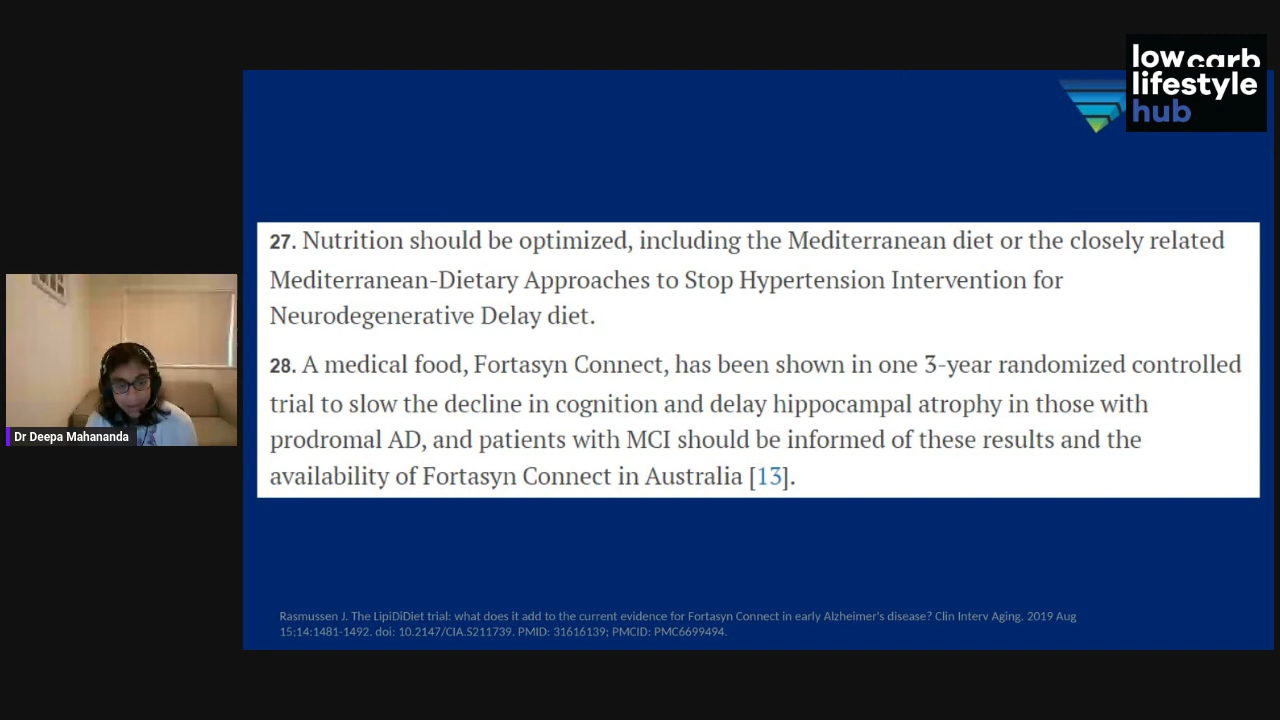 low carb
lifestyle
hub
27. Nutrition should be optimized, including the Mediterranean diet or the closely related
Mediterranean-Dietary Approaches to Stop Hypertension Intervention for
Neurodegenerative Delay diet.
28. A medical food, Fortasyn Connect, has been shown in one 3-year randomized controlled
trial to slow the decline in cognition and delay hippocampal atrophy in those with
prodromal AD, and patients with MCI should be informed of these results and the
availability of Fortasyn Connect in Australia [13].
Dr Deepa Mahananda
Rasmussen J. The LipiDiDiet trial: what does it add to the current evidence for Fortasyn Connect in early Alzheimer's disease? Clin Interv Aging. 2019 Aug
15;14:1481-1492. doi: 10.2147/CIA.S211739. PMID: 31616139; PMCID: PMC6699494.